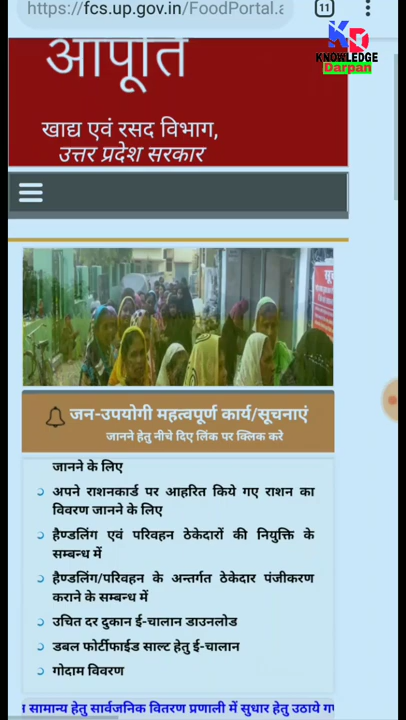 https://fcs.up.gov.in/FoodPortal.a
11
KD
KNOWLEDGE
Darpan
आपूर्ति
खाद्य एवं रसद विभाग,
उत्तर प्रदेश सरकार
जन-उपयोगी महत्वपूर्ण कार्य/सूचनाएं
जानने हेतु नीचे दिए लिंक पर क्लिक करे
जानने के लिए
अपने राशनकार्ड पर आहरित किये गए राशन का
विवरण जानने के लिए
हैण्डलिंग एवं परिवहन ठेकेदारों की नियुक्ति के
सम्बन्ध में
हैण्डलिंग/परिवहन के अन्तर्गत ठेकेदार पंजीकरण
कराने के सम्बन्ध में
उचित दर दुकान ई-चालान डाउनलोड
डबल फोर्टीफाईड साल्ट हेतु ई-चालान
गोदाम विवरण
सामान्य हेतु सार्वजनिक वितरण प्रणाली में सुधार हेतु उठाये